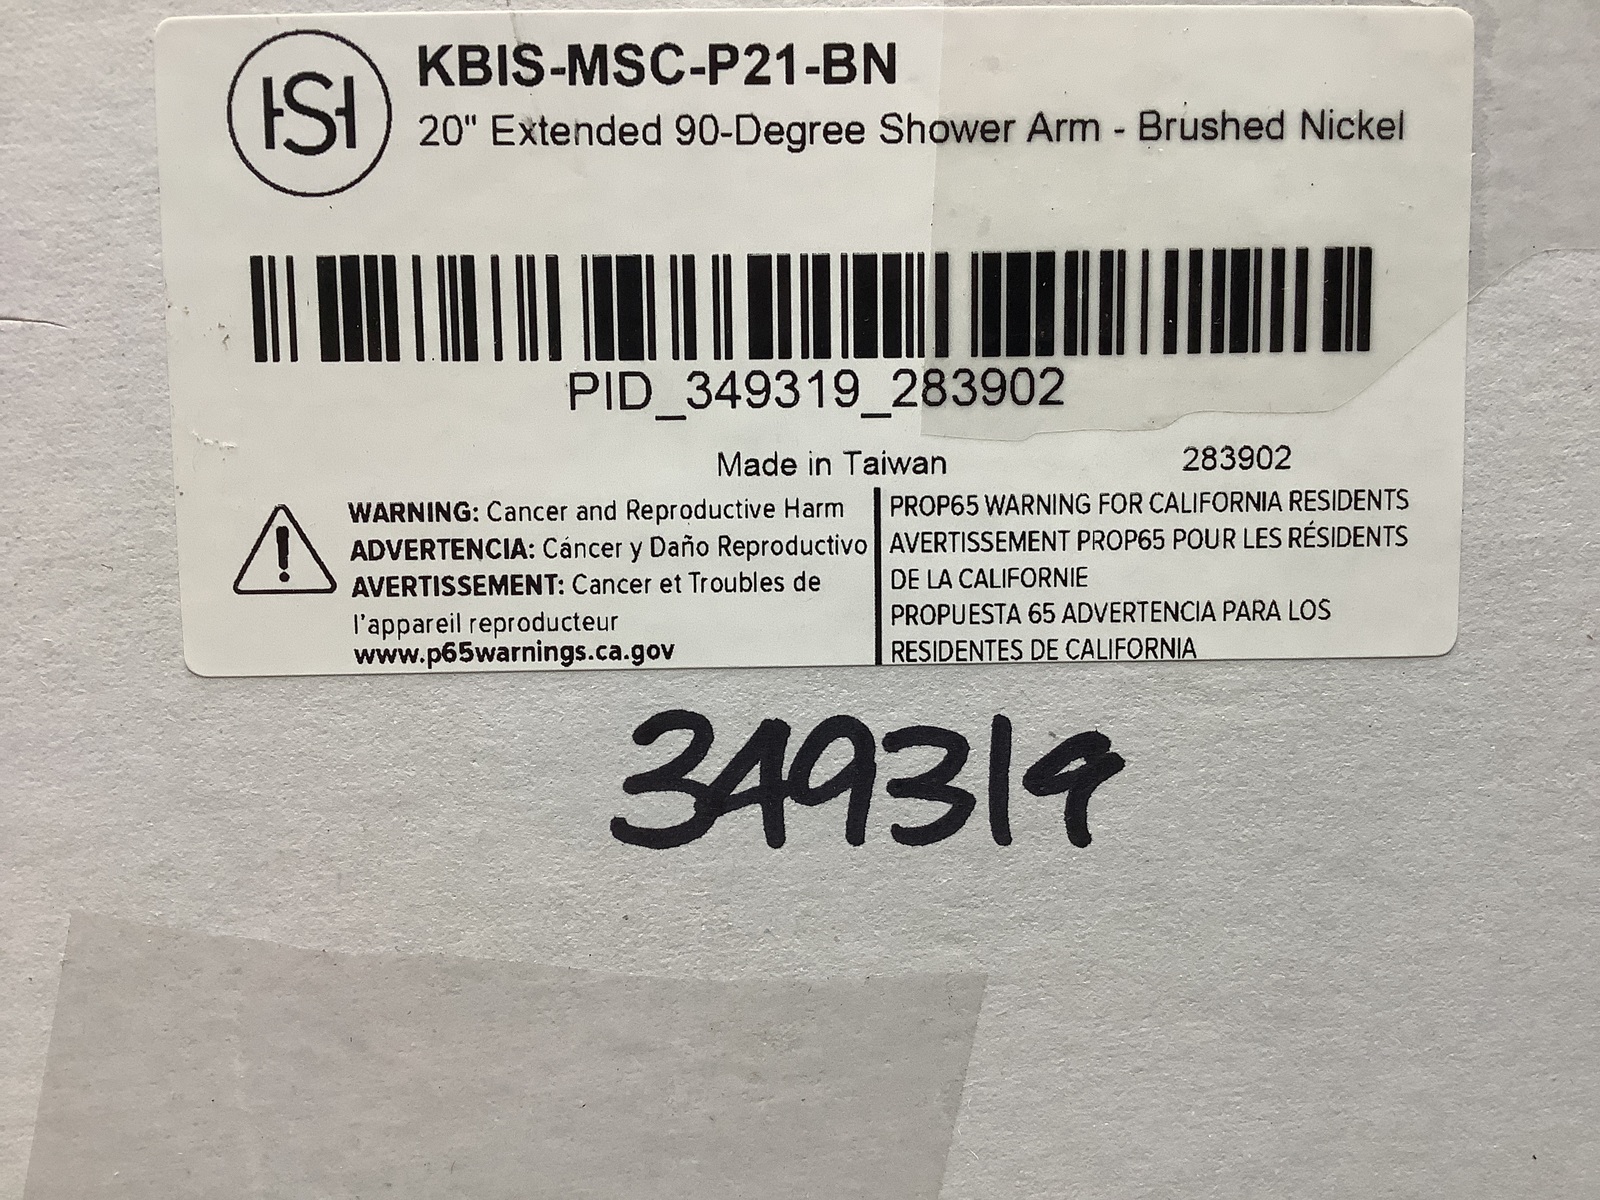 HSH
KBIS-MSC-P21-BN
20" Extended 90-Degree Shower Arm - Brushed Nickel
PID_349319_283902
Made in Taiwan
283902
WARNING: Cancer and Reproductive Harm
ADVERTENCIA: Cáncer y Daño Reproductivo
AVERTISSEMENT: Cancer et Troubles de
l'appareil reproducteur
www.p65warnings.ca.gov
PROP65 WARNING FOR CALIFORNIA RESIDENTS
AVERTISSEMENT PROP65 POUR LES RÉSIDENTS
DE LA CALIFORNIE
PROPUESTA 65 ADVERTENCIA PARA LOS
RESIDENTES DE CALIFORNIA
349319